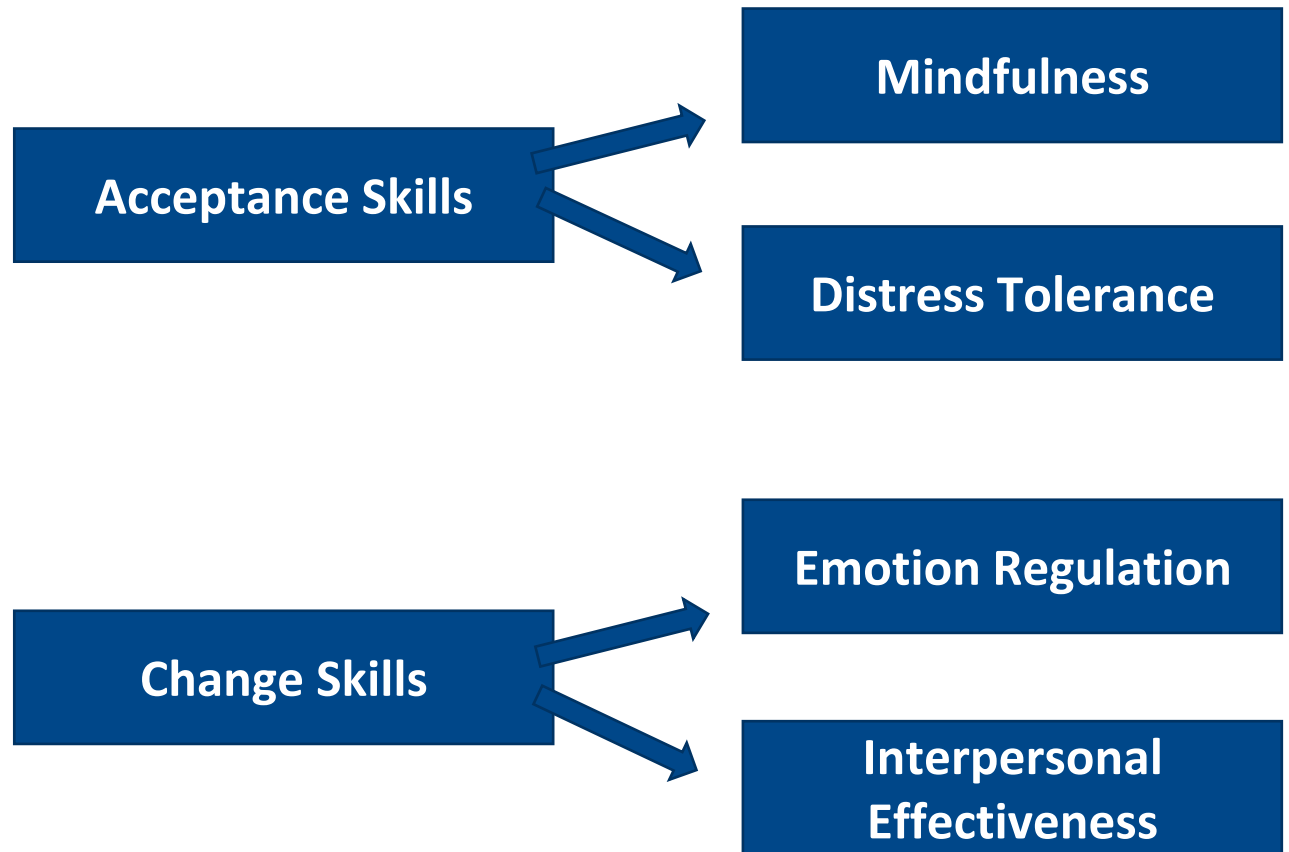 Acceptance Skills
Mindfulness
Distress Tolerance
Change Skills
Emotion Regulation
Interpersonal
Effectiveness